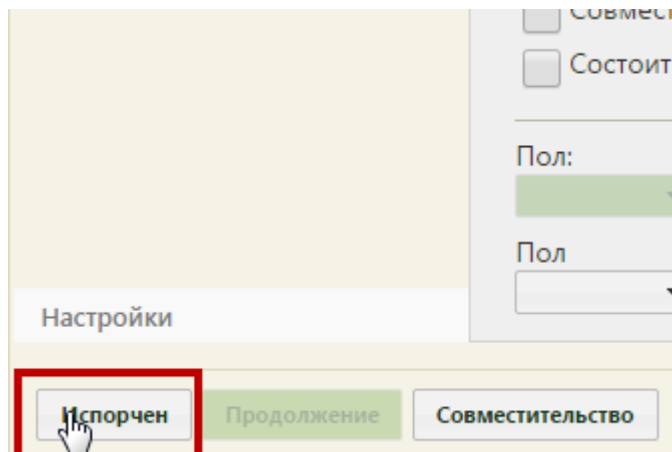 Состоит
Пол:
Пол
Настройки
Испорчен
Продолжение
Совместительство